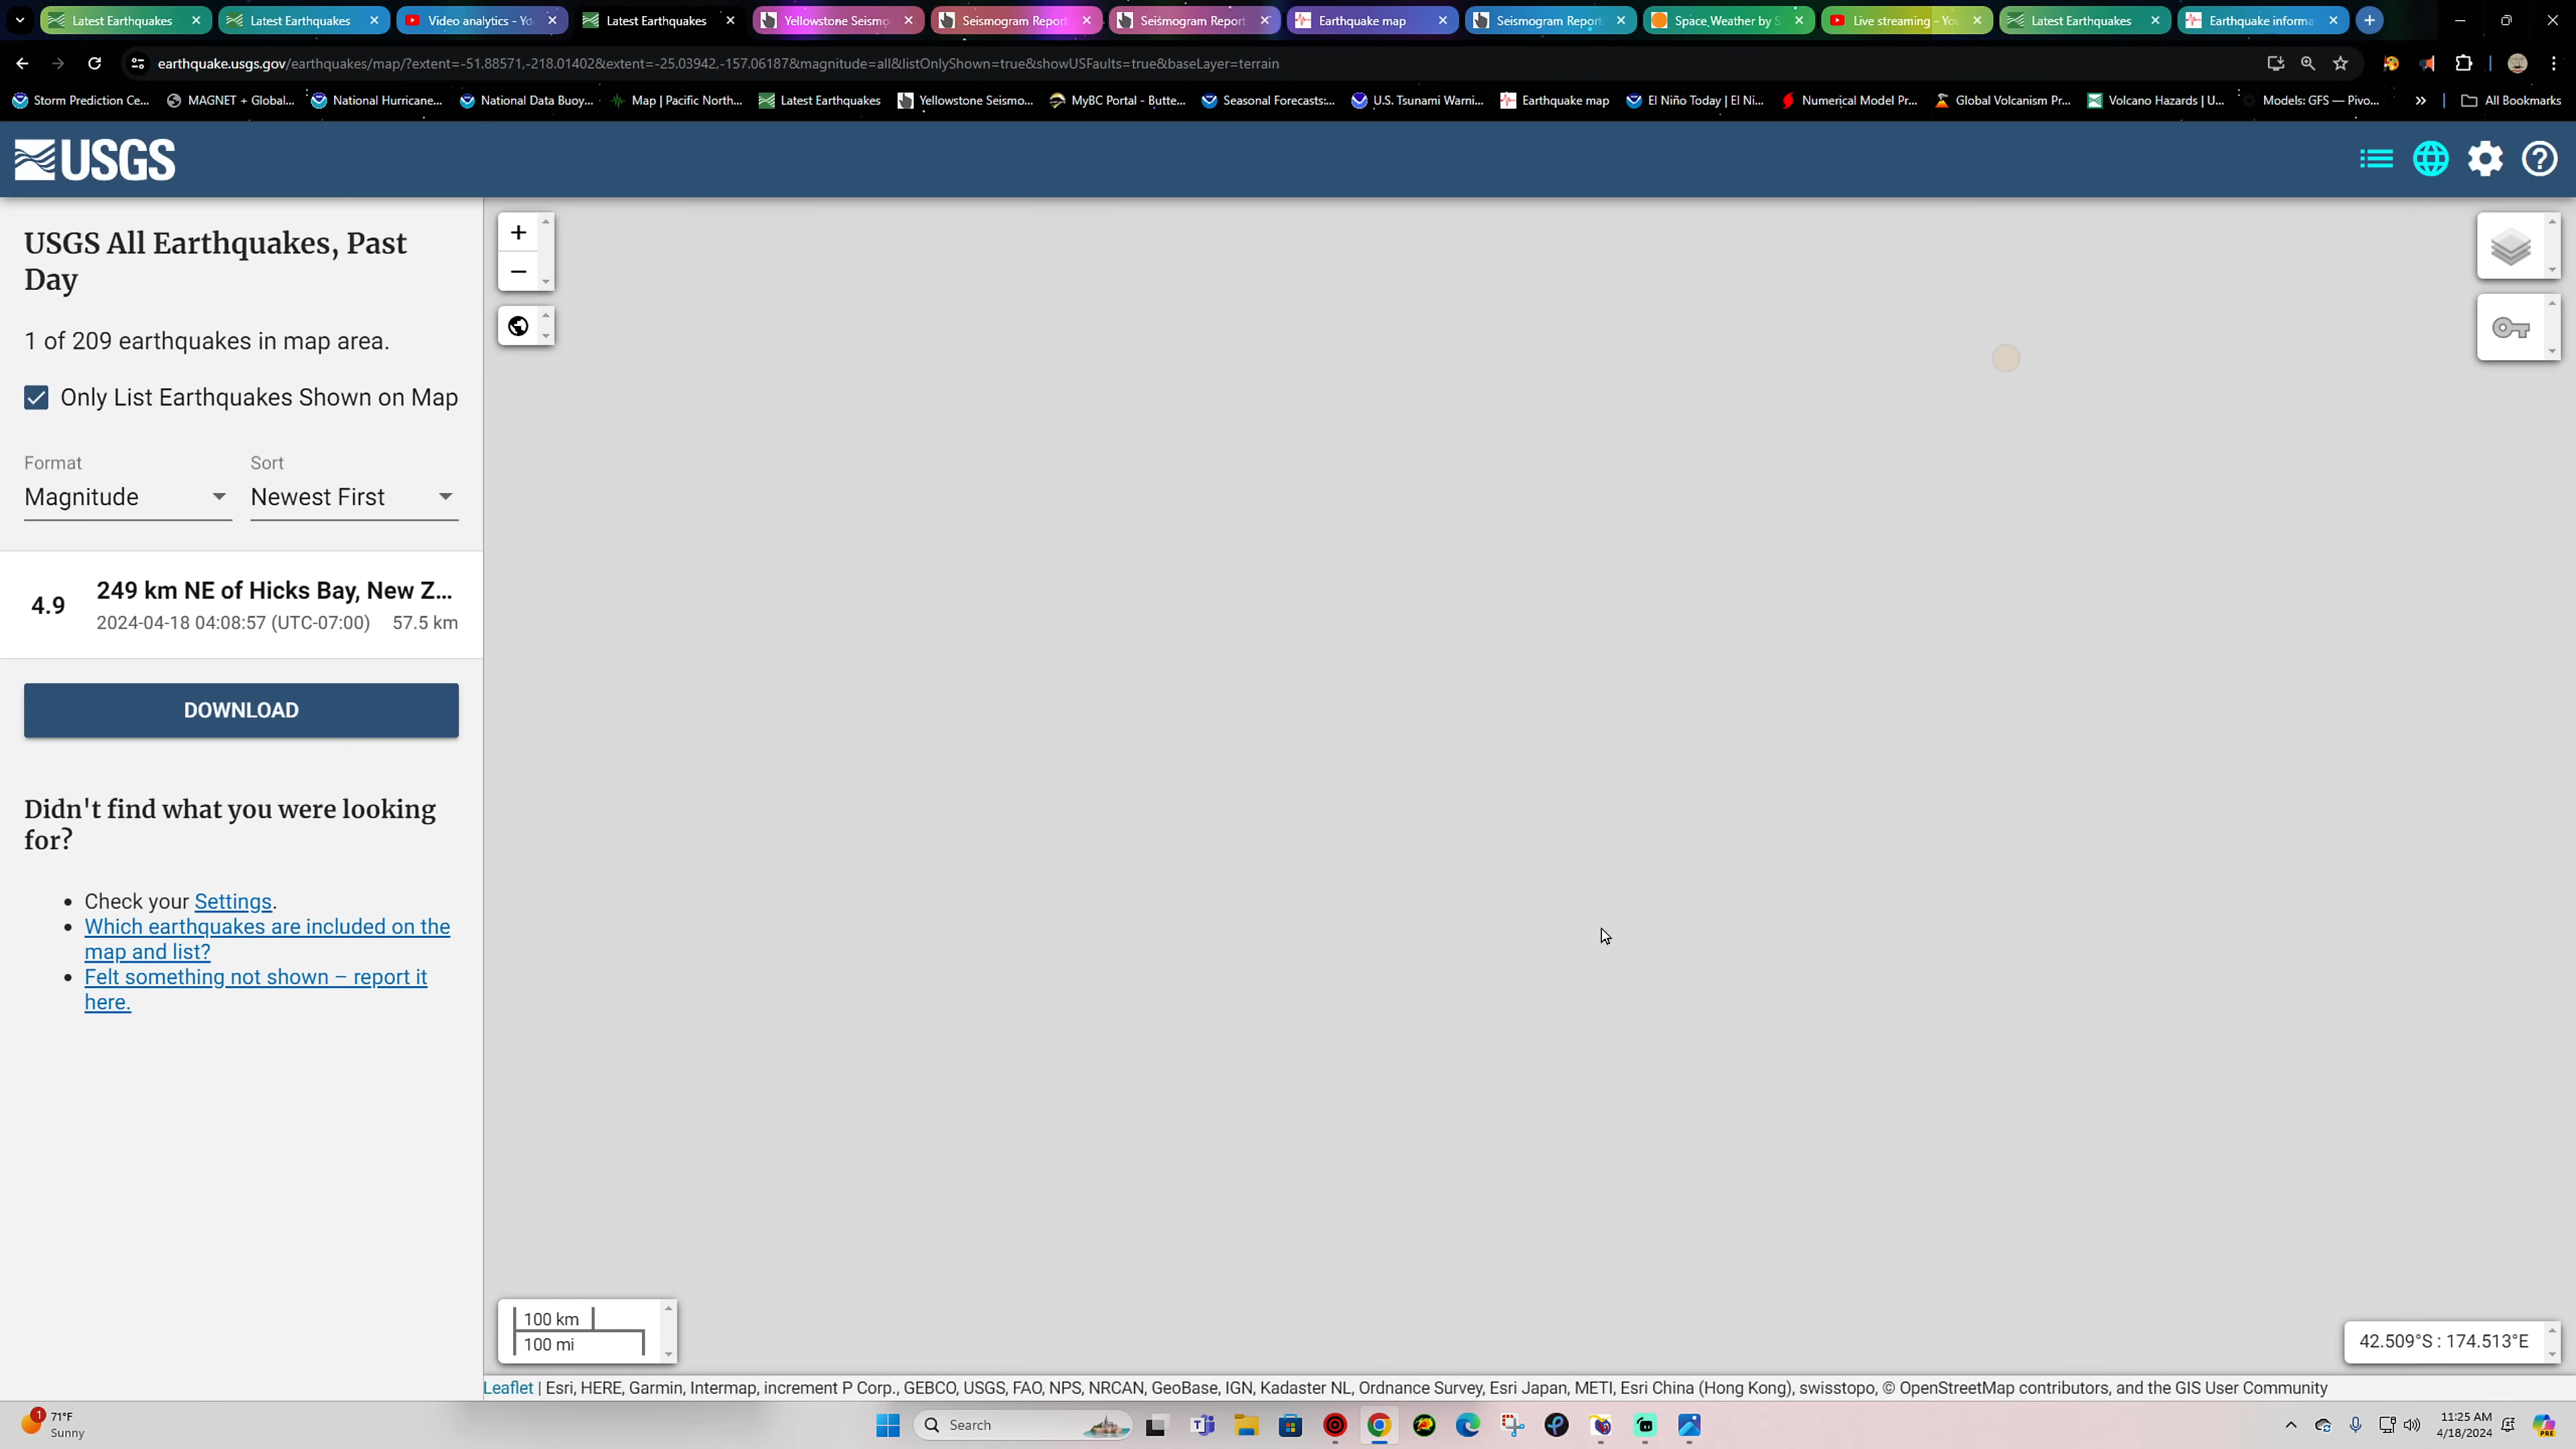 Latest Earthquakes
Latest Earthquakes
Video analytics - Yo
Latest Earthquakes
Yellowstone Seismo
Seismogram Report
Seismogram Report
Earthquake map
Seismogram Report
Space Weather by S
Live streaming - Yo
Latest Earthquakes
Earthquake informa
earthquake.usgs.gov/earthquakes/map/?extent=-51.88571,-218.01402&extent=-25.03942,-157.06187&magnitude=all&listOnlyShown=true&showUSFaults=true&baseLayer=terrain
Storm Prediction Ce...
MAGNET + Global...
National Hurricane...
National Data Buoy...
Map | Pacific North...
Latest Earthquakes
Yellowstone Seismo...
MyBC Portal - Butte...
Seasonal Forecasts:...
U.S. Tsunami Warni...
Earthquake map
El Niño Today | El Ni...
Numerical Model Pr...
Global Volcanism Pr...
Volcano Hazards | U...
Models: GFS — Pivo...
All Bookmarks
USGS
USGS All Earthquakes, Past
Day
1 of 209 earthquakes in map area.
Only List Earthquakes Shown on Map
Format
Sort
Magnitude
Newest First
4.9
249 km NE of Hicks Bay, New Z...
2024-04-18 04:08:57 (UTC-07:00) 57.5 km
DOWNLOAD
Didn't find what you were looking
for?
• Check your Settings.
• Which earthquakes are included on the
map and list?
• Felt something not shown – report it
here.
+
−
100 km
100 mi
42.509°S : 174.513°E
Leaflet | Esri, HERE, Garmin, Intermap, increment P Corp., GEBCO, USGS, FAO, NPS, NRCAN, GeoBase, IGN, Kadaster NL, Ordnance Survey, Esri Japan, METI, Esri China (Hong Kong), swisstopo, © OpenStreetMap contributors, and the GIS User Community
1
71°F
Sunny
Search
11:25 AM
4/18/2024
PRE